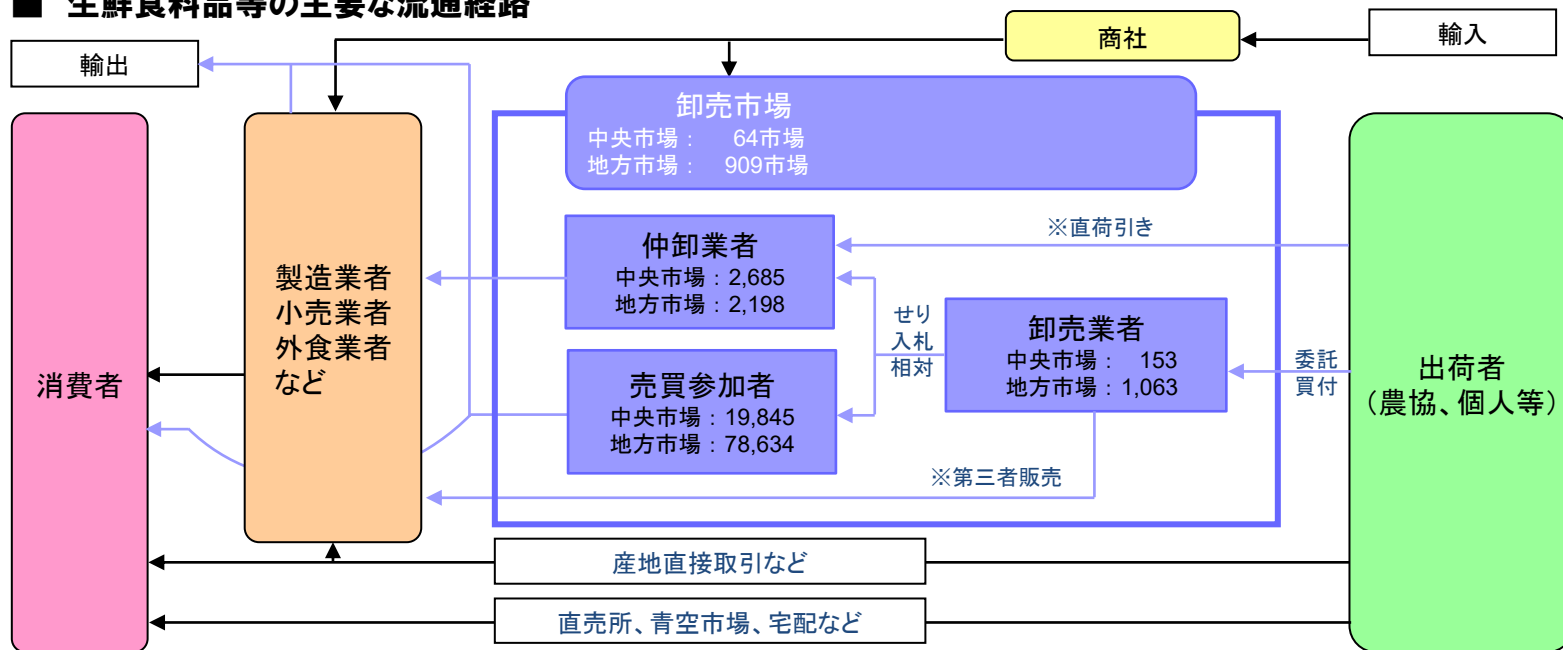 ■ 生鮮食料品等の主要な流通経路
商社
輸入
輸出
卸売市場
中央市場： 64市場
地方市場： 909市場
※直荷引き
仲卸業者
中央市場：2,685
地方市場：2,198
製造業者
小売業者
外食業者
など
せり
入札
相対
卸売業者
中央市場： 153
地方市場：1,063
委託
買付
出荷者
（農協、個人等）
消費者
売買参加者
中央市場：19,845
地方市場：78,634
※第三者販売
産地直接取引など
直売所、青空市場、宅配など